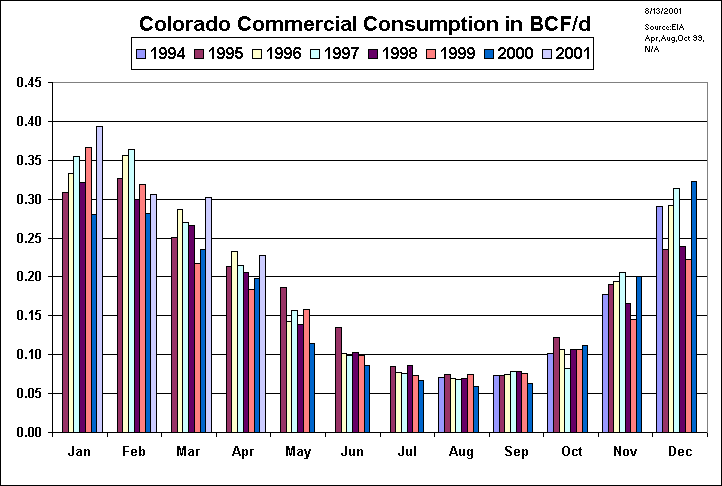 Colorado Commercial Consumption in BCF/d
8/13/2001
Source:EIA
Apr,Aug,Oct 99,
N/A
1994 1995 1996 1997 1998 1999 2000 2001
0.45
0.40
0.35
0.30
0.25
0.20
0.15
0.10
0.05
0.00
Jan Feb Mar Apr May Jun Jul Aug Sep Oct Nov Dec